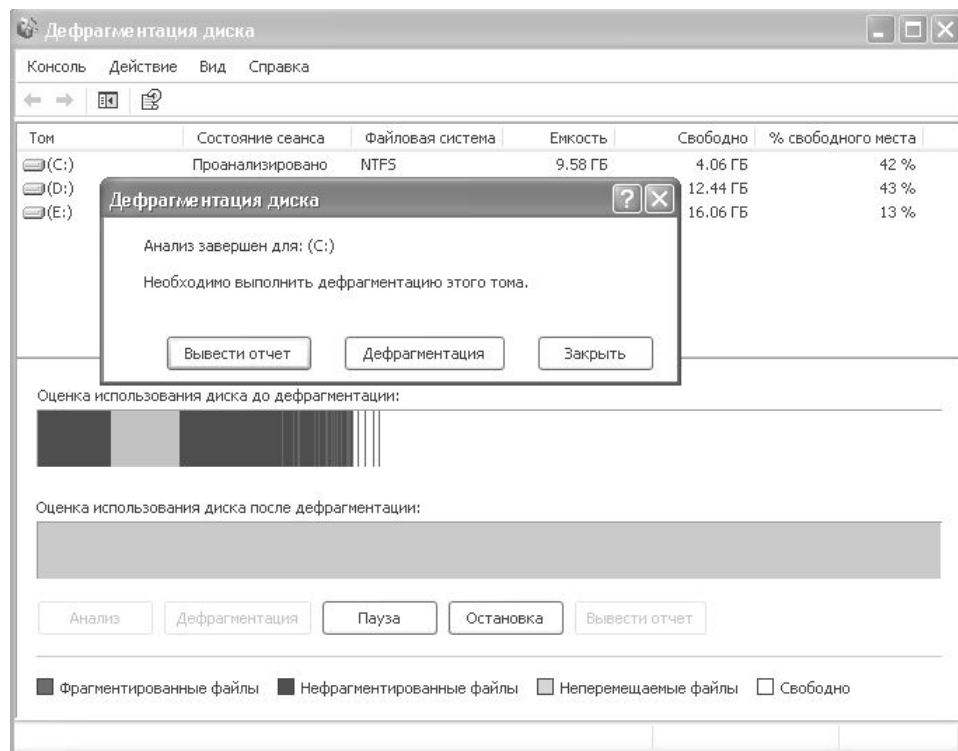 Дефрагментация диска
Консоль Действие Вид Справка
Том Состояние сеанса Файловая система Емкость Свободно % свободного места
(C:) Проанализировано NTFS 9.58 ГБ 4.06 ГБ 42 %
(D:) 12.44 ГБ 43 %
(E:) 16.06 ГБ 13 %
Дефрагментация диска
Анализ завершен для: (C:)
Необходимо выполнить дефрагментацию этого тома.
Вывести отчет Дефрагментация Закрыть
Оценка использования диска до дефрагментации:
Оценка использования диска после дефрагментации:
Анализ Дефрагментация Пауза Остановка Вывести отчет
Фрагментированные файлы Нефрагментированные файлы Неперемещаемые файлы Свободно